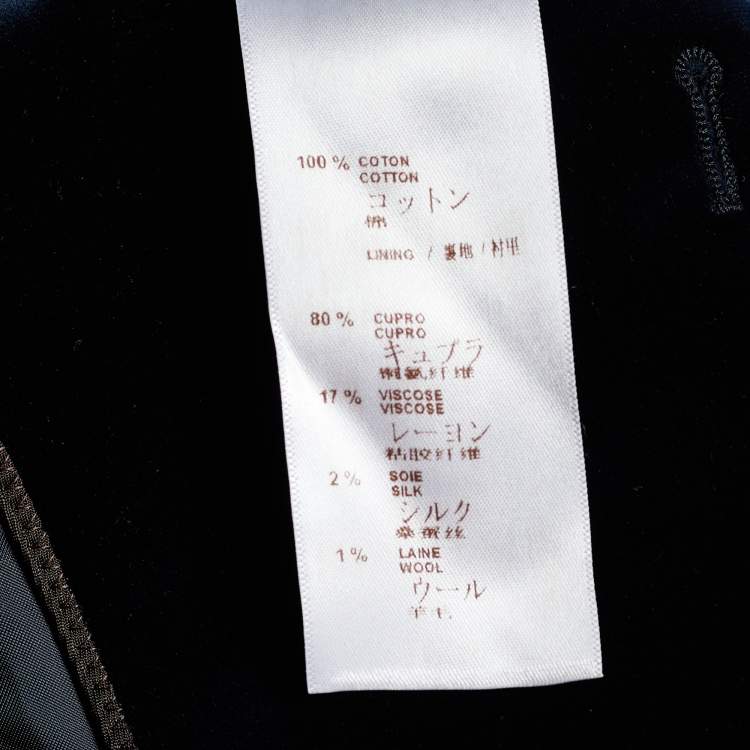 100 % COTON
COTTON
コットン
棉
LINING / 裏地 / 衬里
80 % CUPRO
CUPRO
キュプラ
铜氨纤维
17 % VISCOSE
VISCOSE
レーヨン
粘胶纤维
2 % SOIE
SILK
シルク
桑蚕丝
1 % LAINE
WOOL
ウール
羊毛